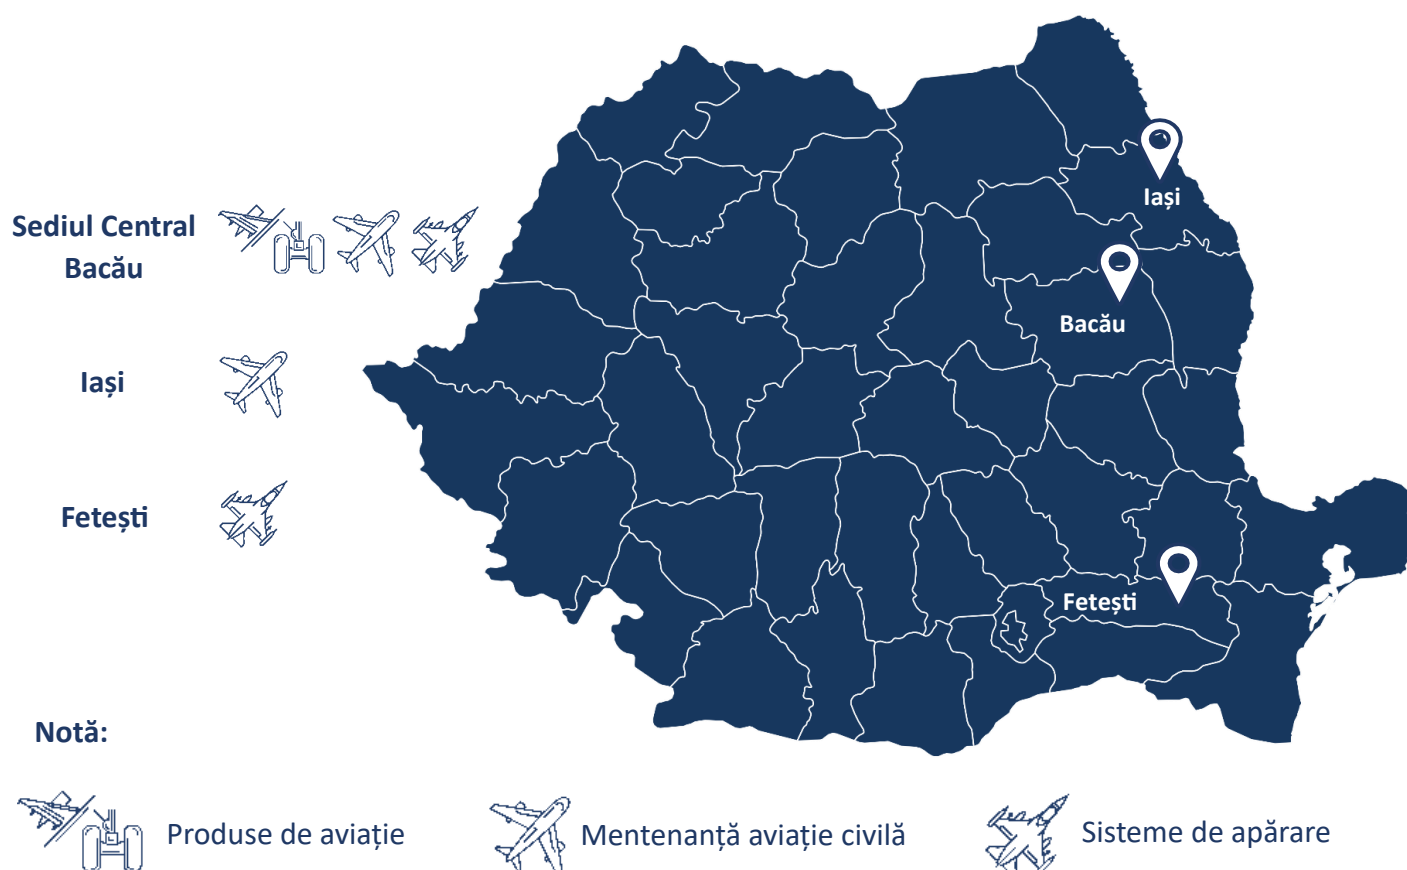 Sediul Central
Bacău
Iași
Fetești
Iași
Bacău
Fetești
Notă:
Produse de aviație
Mentenanță aviație civilă
Sisteme de apărare